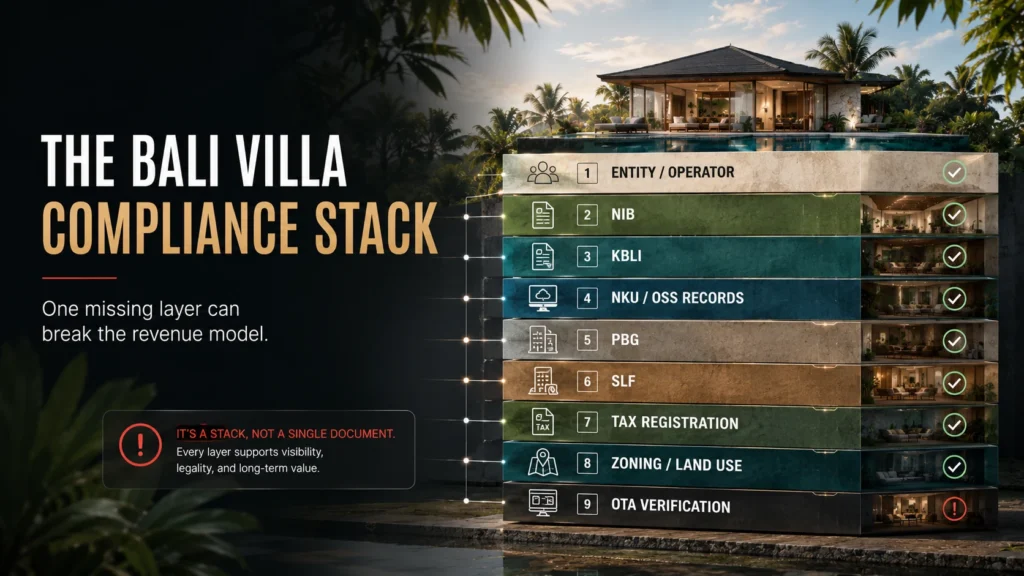 THE BALI VILLA
COMPLIANCE STACK
One missing layer can
break the revenue model.
IT'S A STACK, NOT A SINGLE DOCUMENT.
Every layer supports visibility,
legality, and long-term value.
1 ENTITY / OPERATOR
2 NIB
3 KBLI
4 NKU / OSS RECORDS
5 PBG
6 SLF
TAX
7 TAX REGISTRATION
8 ZONING / LAND USE
9 OTA VERIFICATION